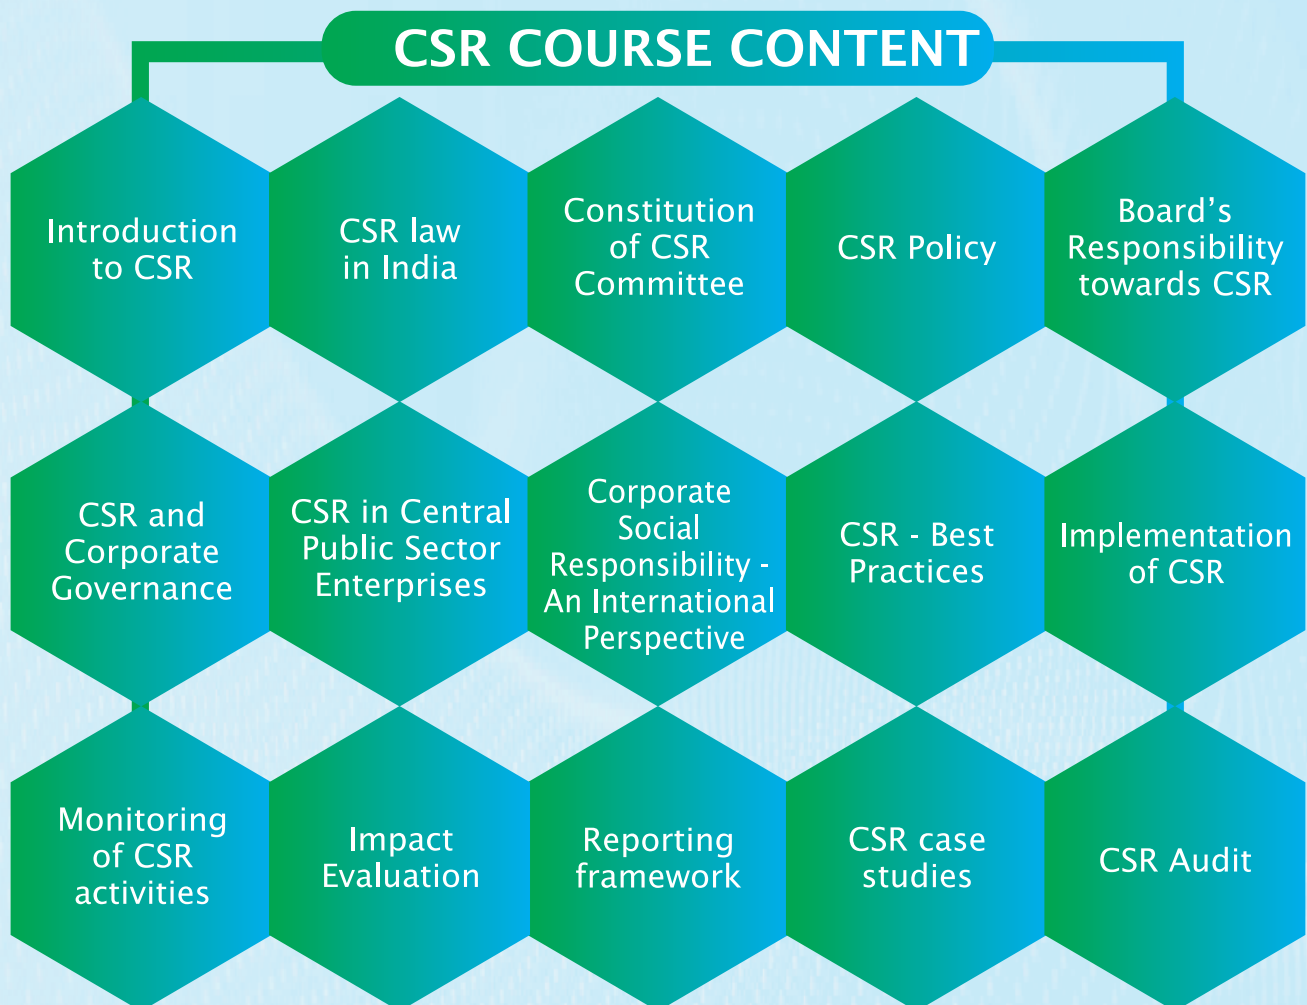 CSR COURSE CONTENT
Introduction
to CSR
CSR law
in India
Constitution
of CSR
Committee
CSR Policy
Board’s
Responsibility
towards CSR
CSR and
Corporate
Governance
CSR in Central
Public Sector
Enterprises
Corporate
Social
Responsibility -
An International
Perspective
CSR - Best
Practices
Implementation
of CSR
Monitoring
of CSR
activities
Impact
Evaluation
Reporting
framework
CSR case
studies
CSR Audit